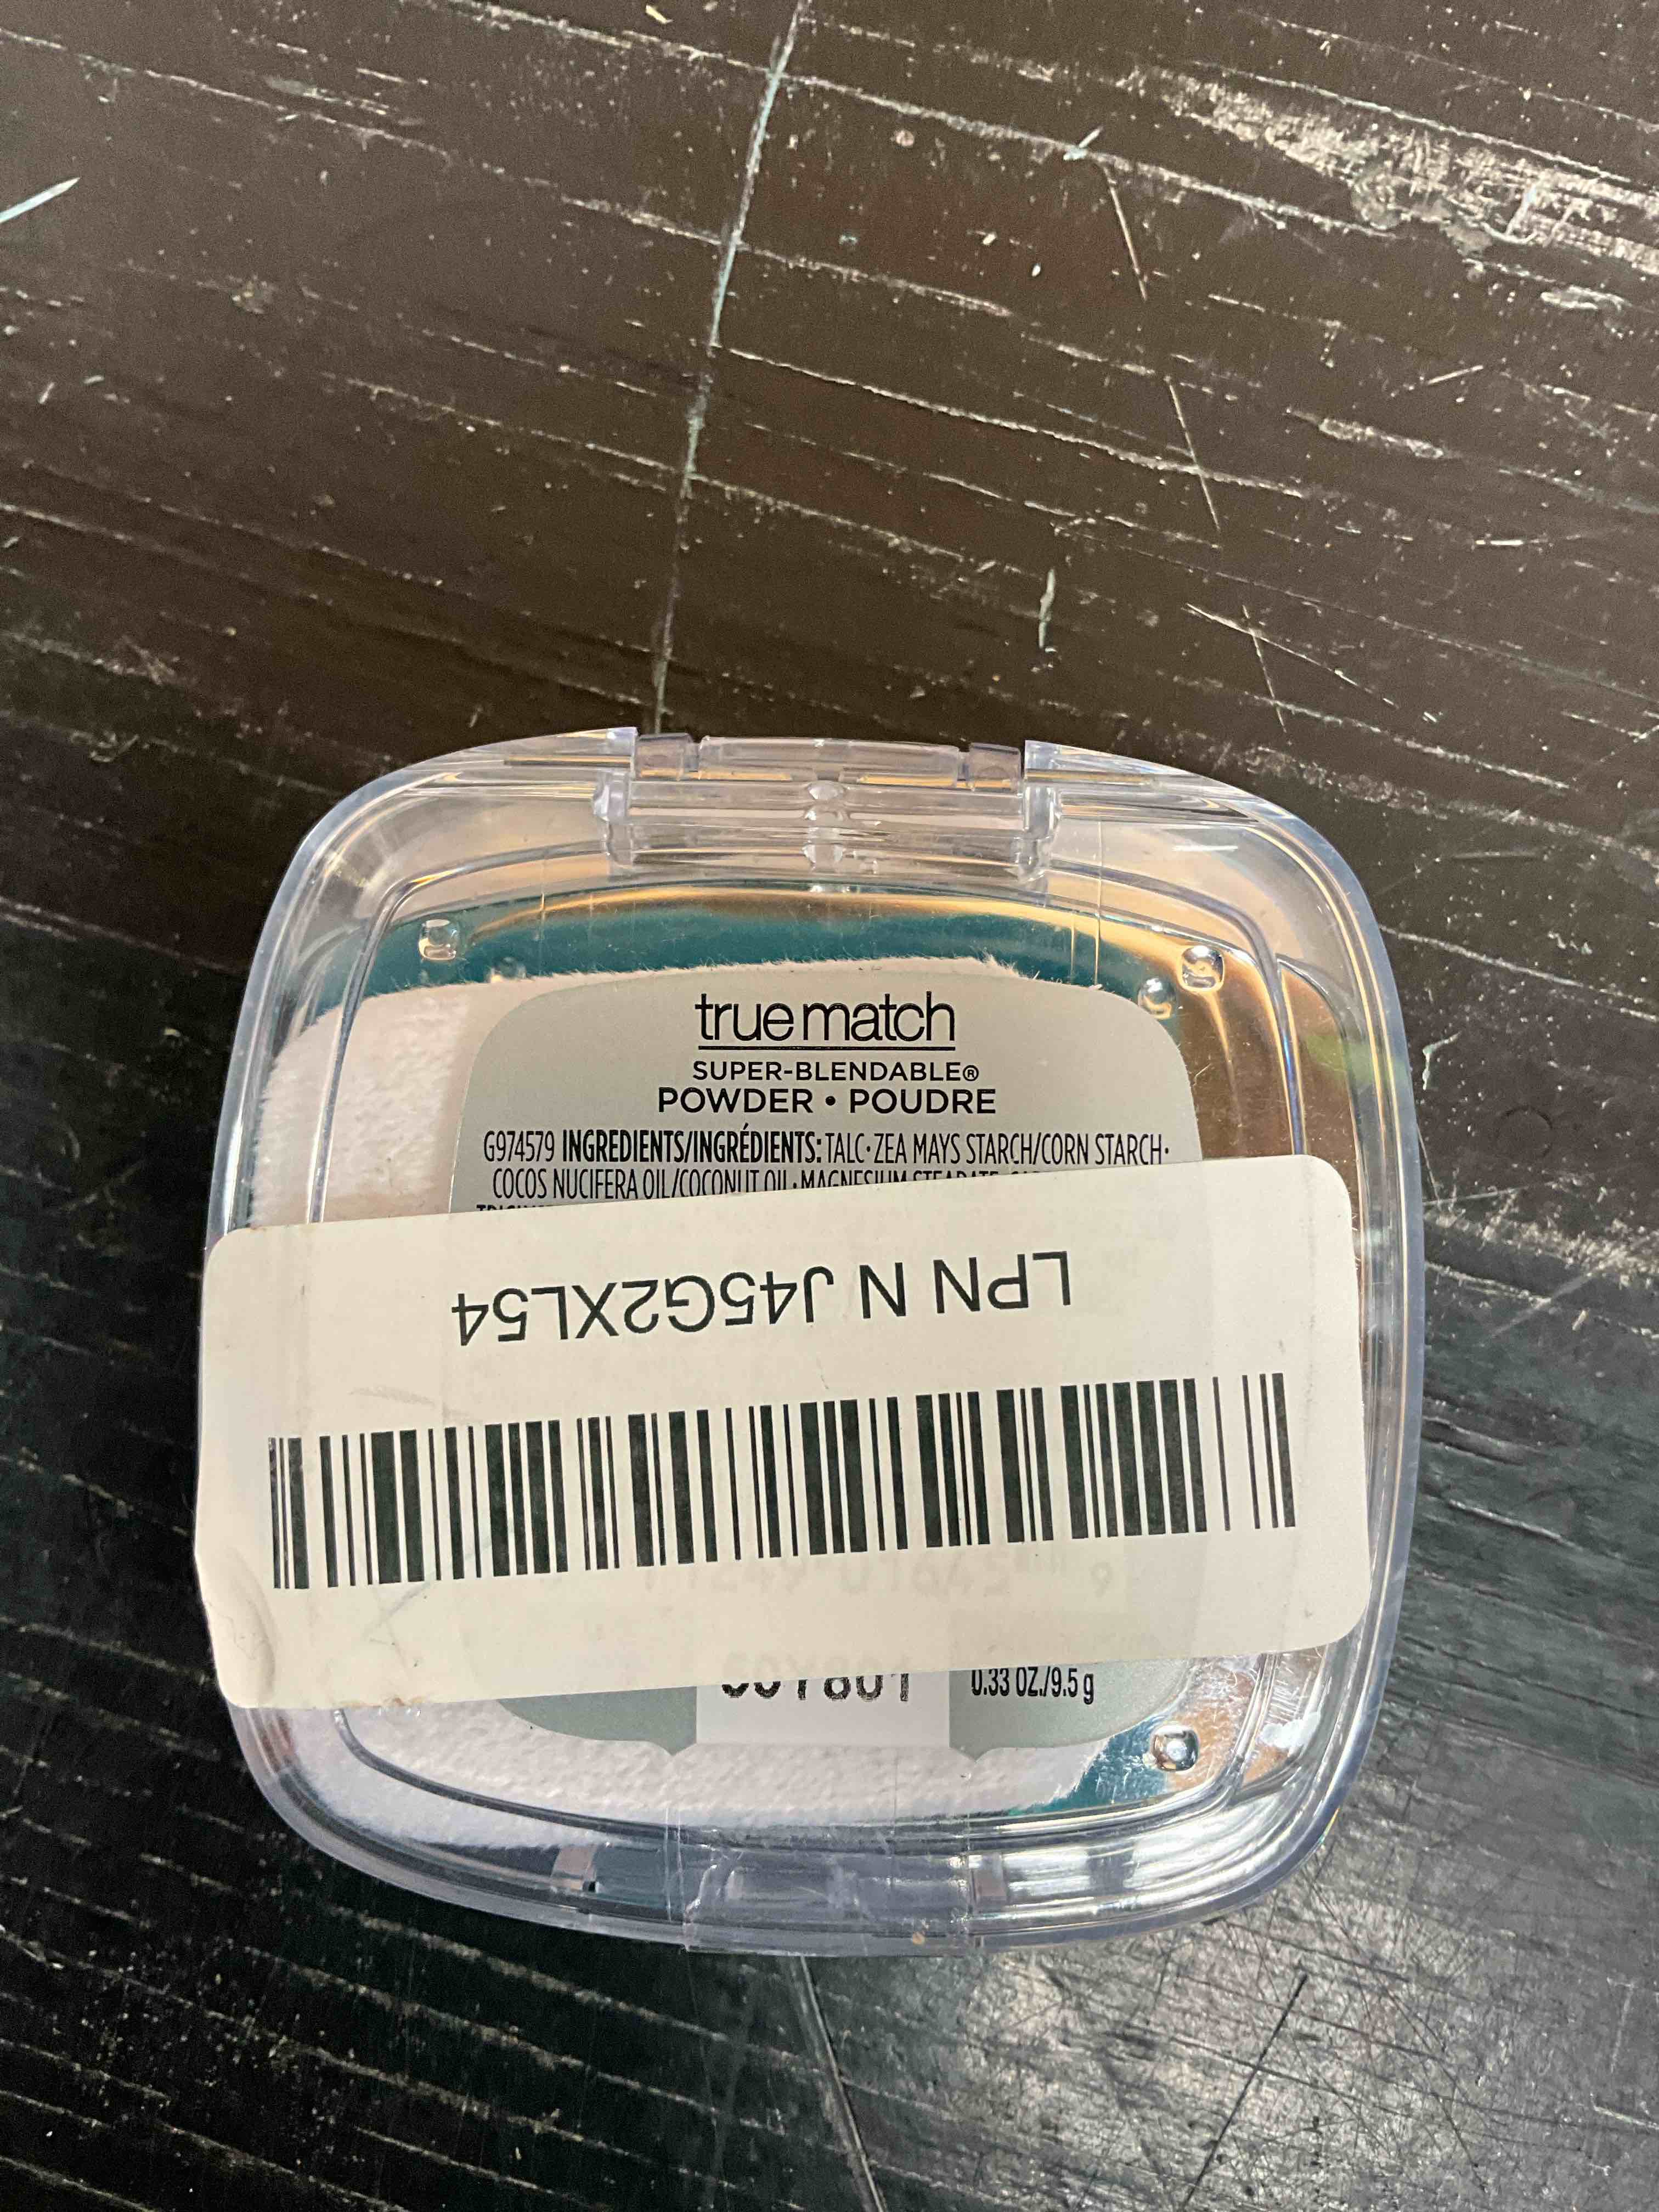 true match
SUPER-BLENDABLE®
POWDER • POUDRE
G974579 INGREDIENTS/INGRÉDIENTS: TALC • ZEA MAYS STARCH/CORN STARCH •
COCOS NUCIFERA OIL/COCONUT OIL • MAGNESIUM STEARATE
LPN N J45G2XL54
0.33 OZ./9.5 g